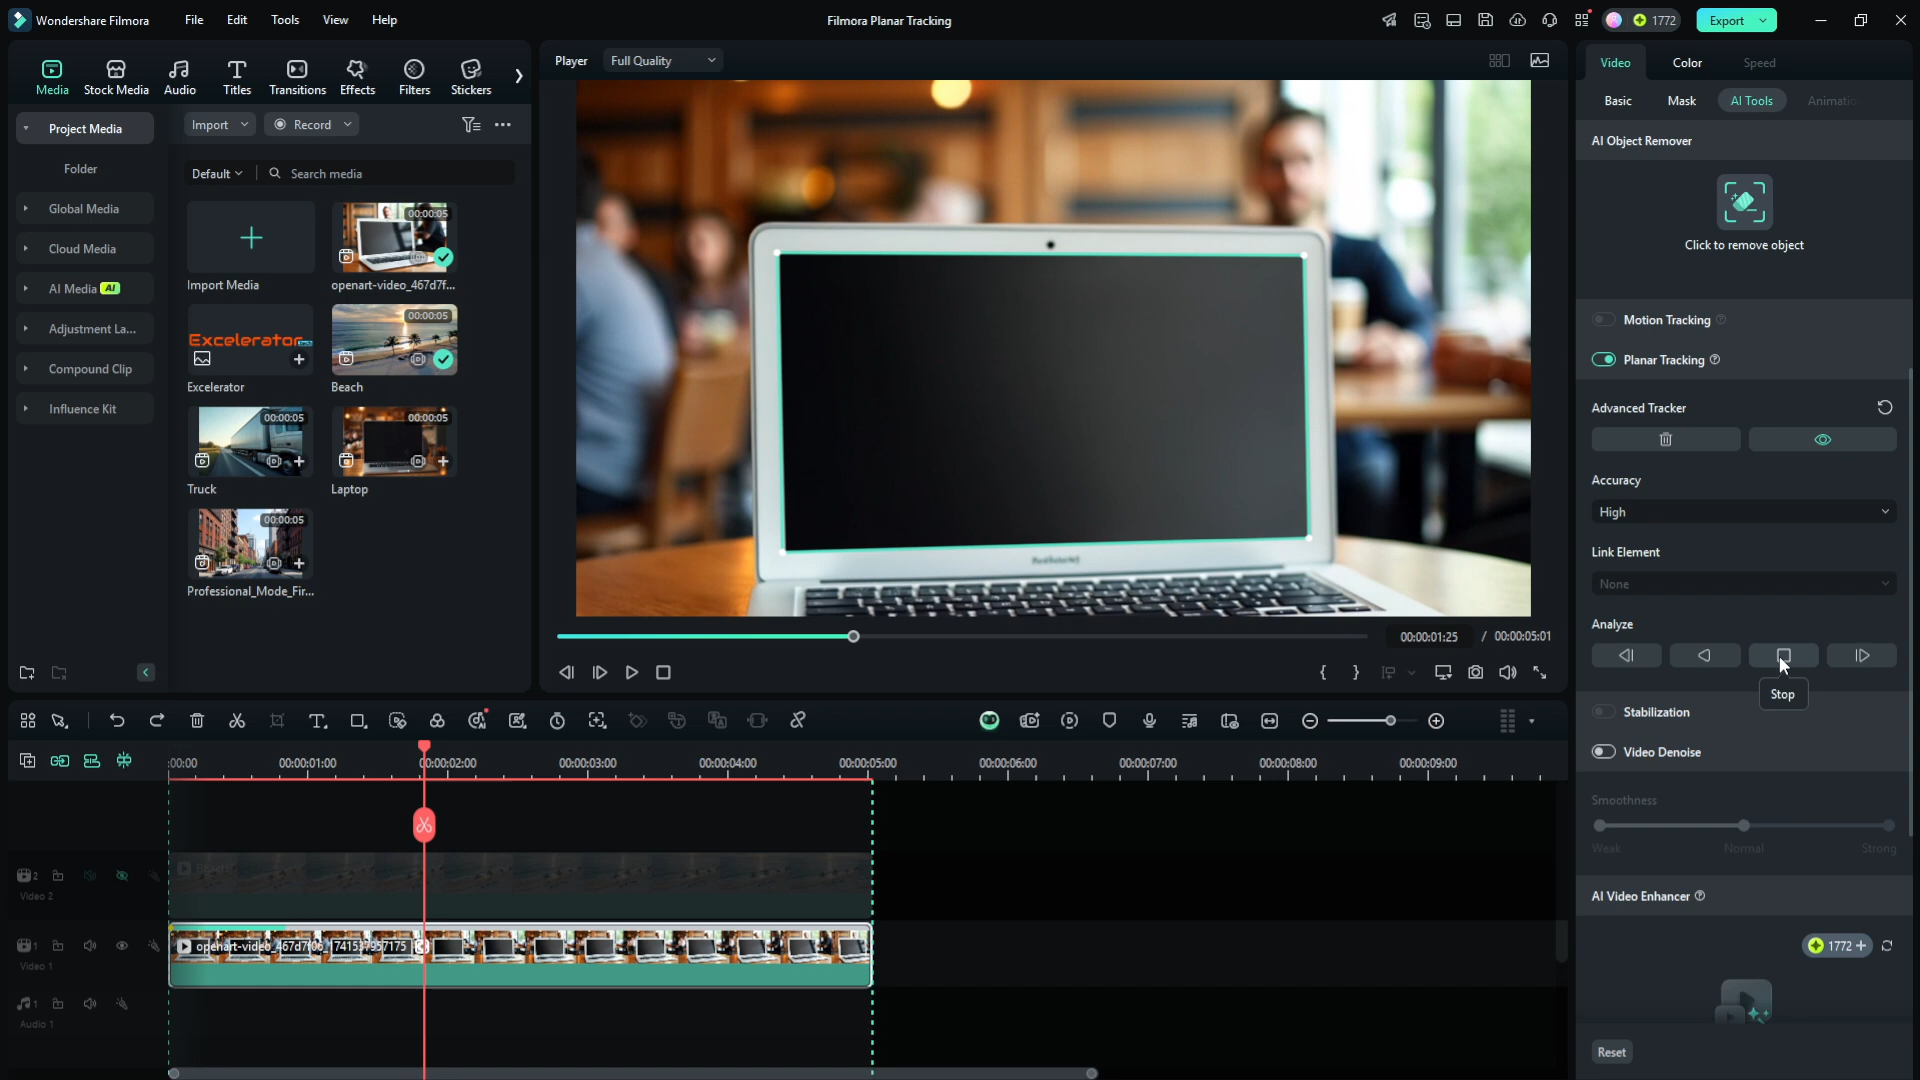 Wondershare Filmora
File
Edit
Tools
View
Help
Filmora Planar Tracking
1772
Export
Media
Stock Media
Audio
Titles
Transitions
Effects
Filters
Stickers
Project Media
Folder
Global Media
Cloud Media
AI Media AI
Adjustment La...
Compound Clip
Influence Kit
Import
Record
Default
Search media
Import Media
00:00:05
openart-video_467d7f...
Excelerator
Excelerator
00:00:05
Beach
00:00:05
Truck
00:00:05
Laptop
00:00:05
Professional_Mode_Fir...
Player
Full Quality
00:00:01:25 / 00:00:05:01
Video
Color
Speed
Basic
Mask
AI Tools
Animatio
AI Object Remover
Click to remove object
Motion Tracking
Planar Tracking
Advanced Tracker
Accuracy
High
Link Element
None
Analyze
Stop
Stabilization
Video Denoise
Smoothness
Weak
Normal
Strong
AI Video Enhancer
1772
Reset
:00:00
00:00:01:00
00:00:02:00
00:00:03:00
00:00:04:00
00:00:05:00
00:00:06:00
00:00:07:00
00:00:08:00
00:00:09:00
2
Video 2
1
Video 1
openart-video_467d7f06_1741537957175
1
Audio 1